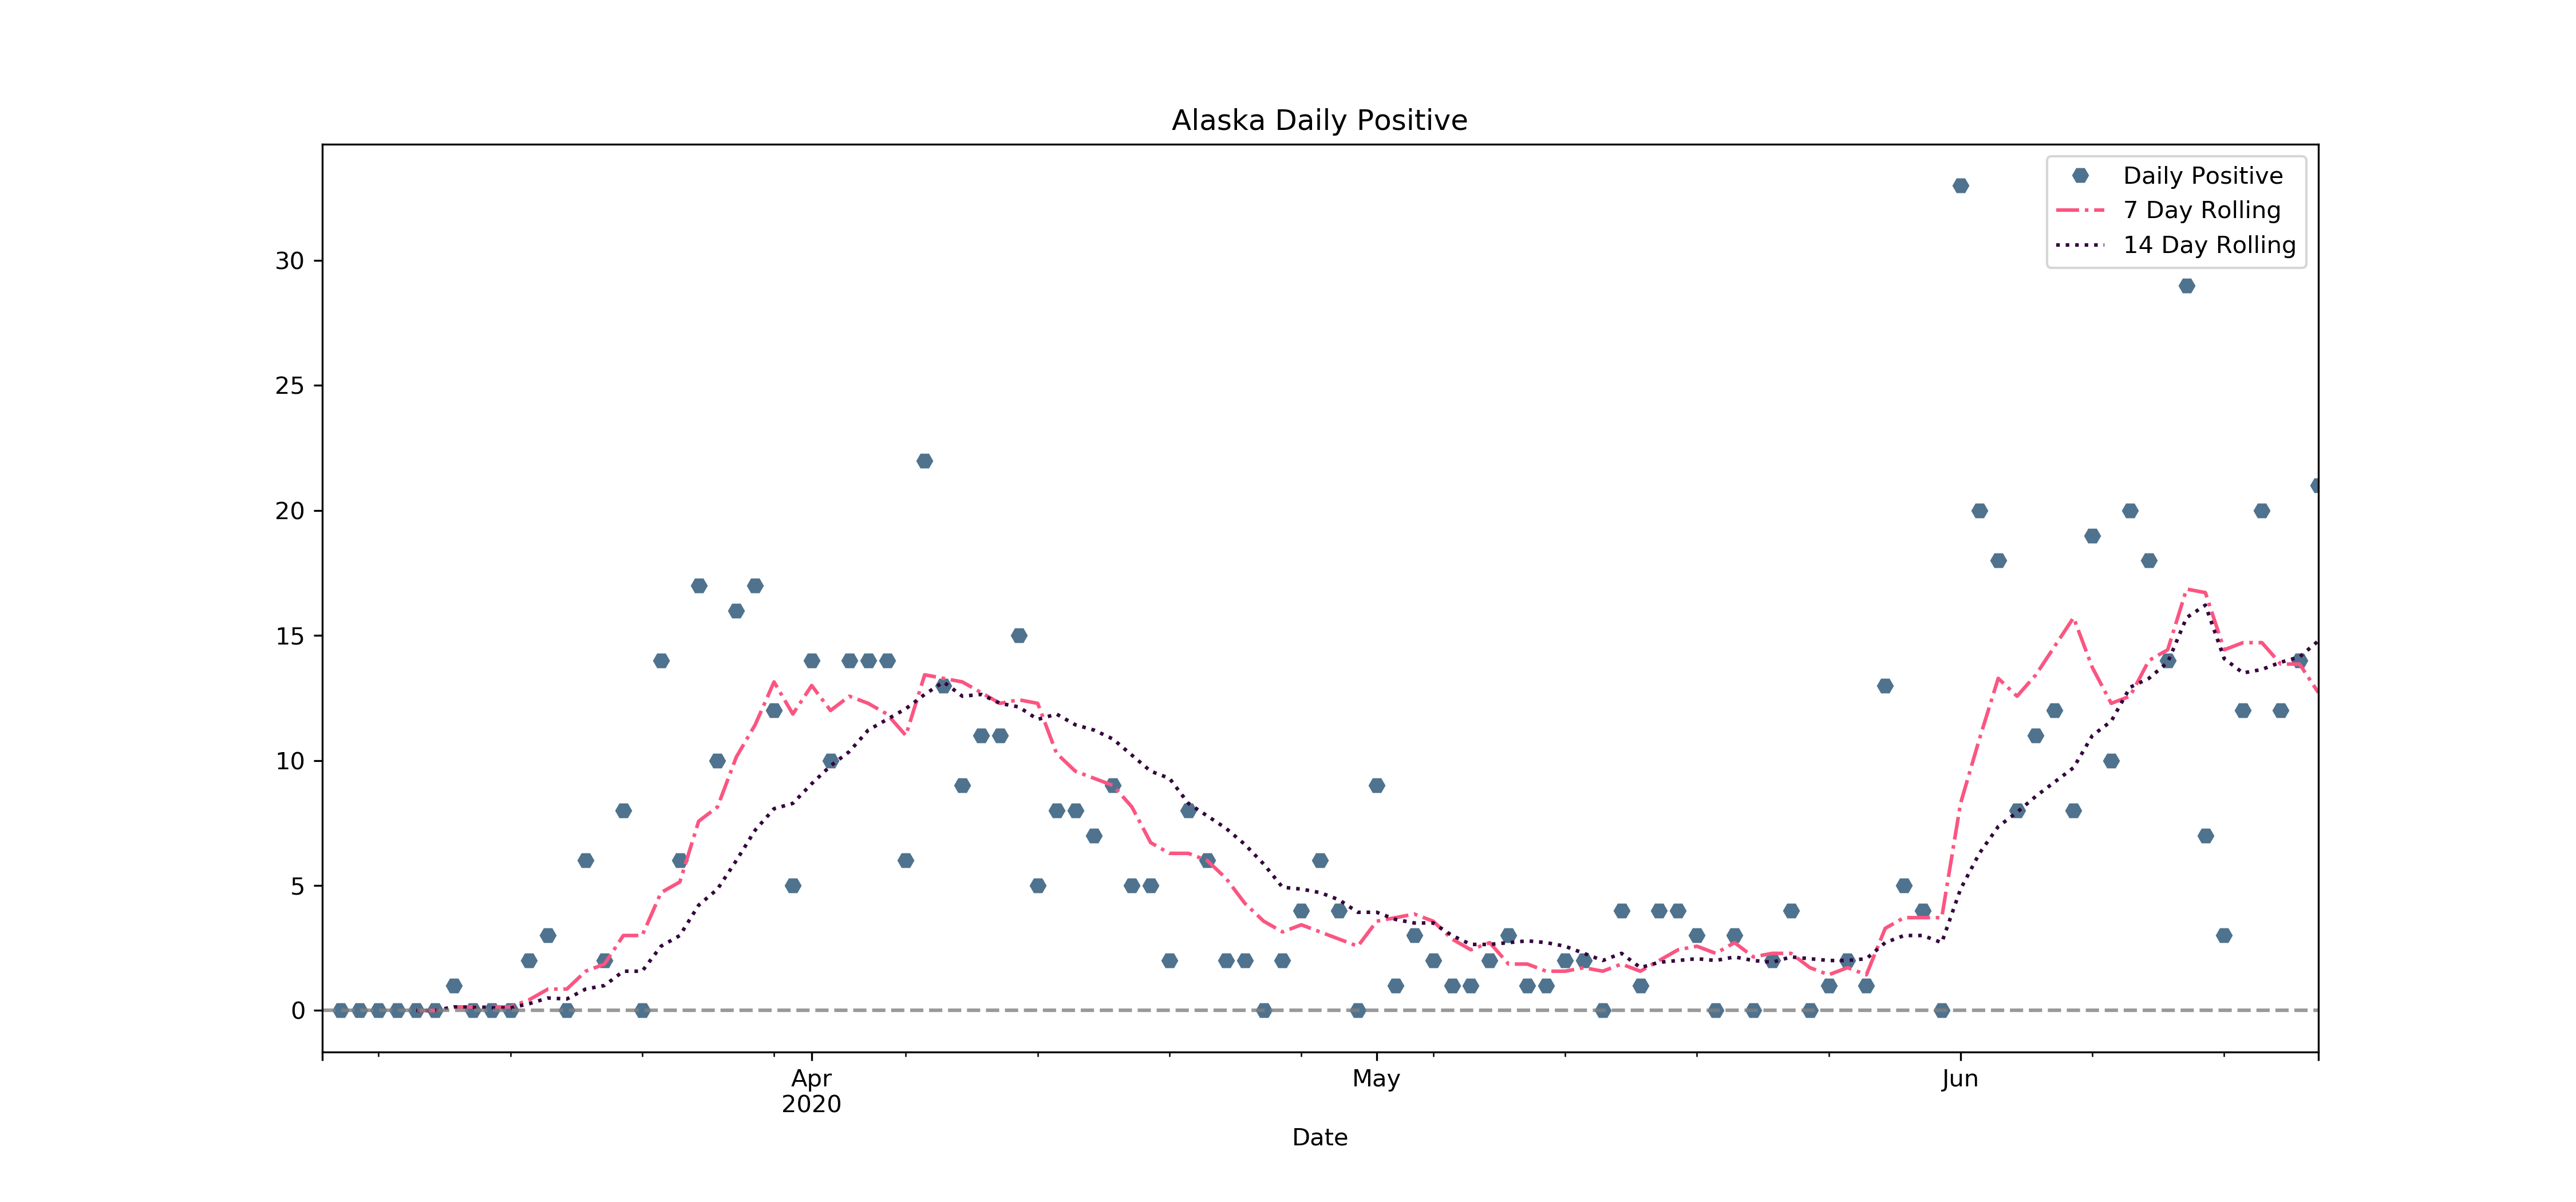 Alaska Daily Positive
Daily Positive
7 Day Rolling
14 Day Rolling
30
25
20
15
10
5
0
Apr
2020
May
Jun
Date